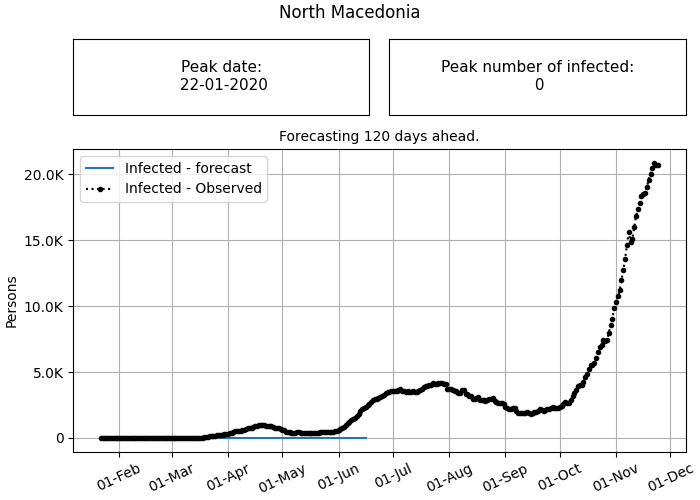 North Macedonia
Peak date:
22-01-2020
Peak number of infected:
0
Forecasting 120 days ahead.
Infected - forecast
Infected - Observed
20.0K
15.0K
10.0K
5.0K
0
Persons
01-Feb
01-Mar
01-Apr
01-May
01-Jun
01-Jul
01-Aug
01-Sep
01-Oct
01-Nov
01-Dec